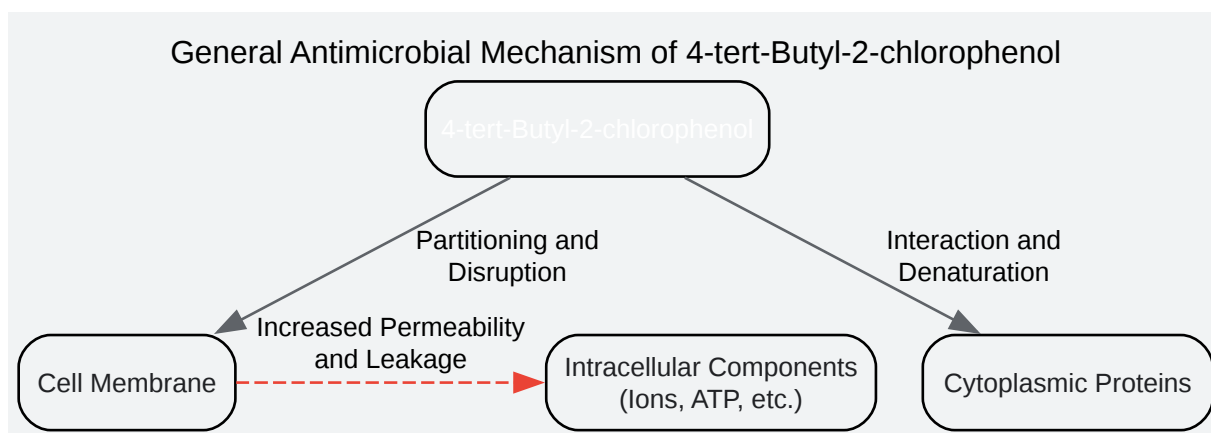 General Antimicrobial Mechanism of 4-tert-Butyl-2-chlorophenol
4-tert-Butyl-2-chlorophenol
Partitioning and
Disruption
Interaction and
Denaturation
Increased Permeability
and Leakage
Cell Membrane
Intracellular Components
(Ions, ATP, etc.)
Cytoplasmic Proteins